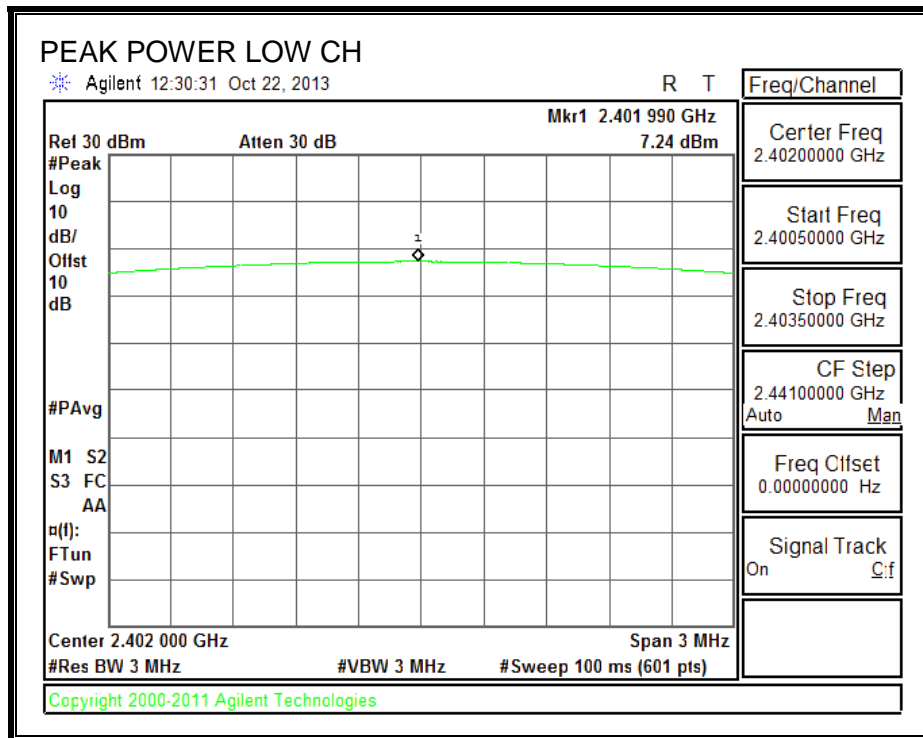 PEAK POWER LOW CH
Agilent 12:30:31 Oct 22, 2013 R T
Freq/Channel
Mkr1 2.401 990 GHz
Ref 30 dBm Atten 30 dB 7.24 dBm
#Peak
Log
10
dB/
Offst
10
dB
1
#PAvg
M1 S2
S3 FC
AA
¤(f):
FTun
#Swp
Center 2.402 000 GHz Span 3 MHz
#Res BW 3 MHz #VBW 3 MHz #Sweep 100 ms (601 pts)
Copyright 2000-2011 Agilent Technologies
Center Freq
2.40200000 GHz
Start Freq
2.40050000 GHz
Stop Freq
2.40350000 GHz
CF Step
2.44100000 GHz
Auto Man
Freq Offset
0.00000000 Hz
Signal Track
On Off